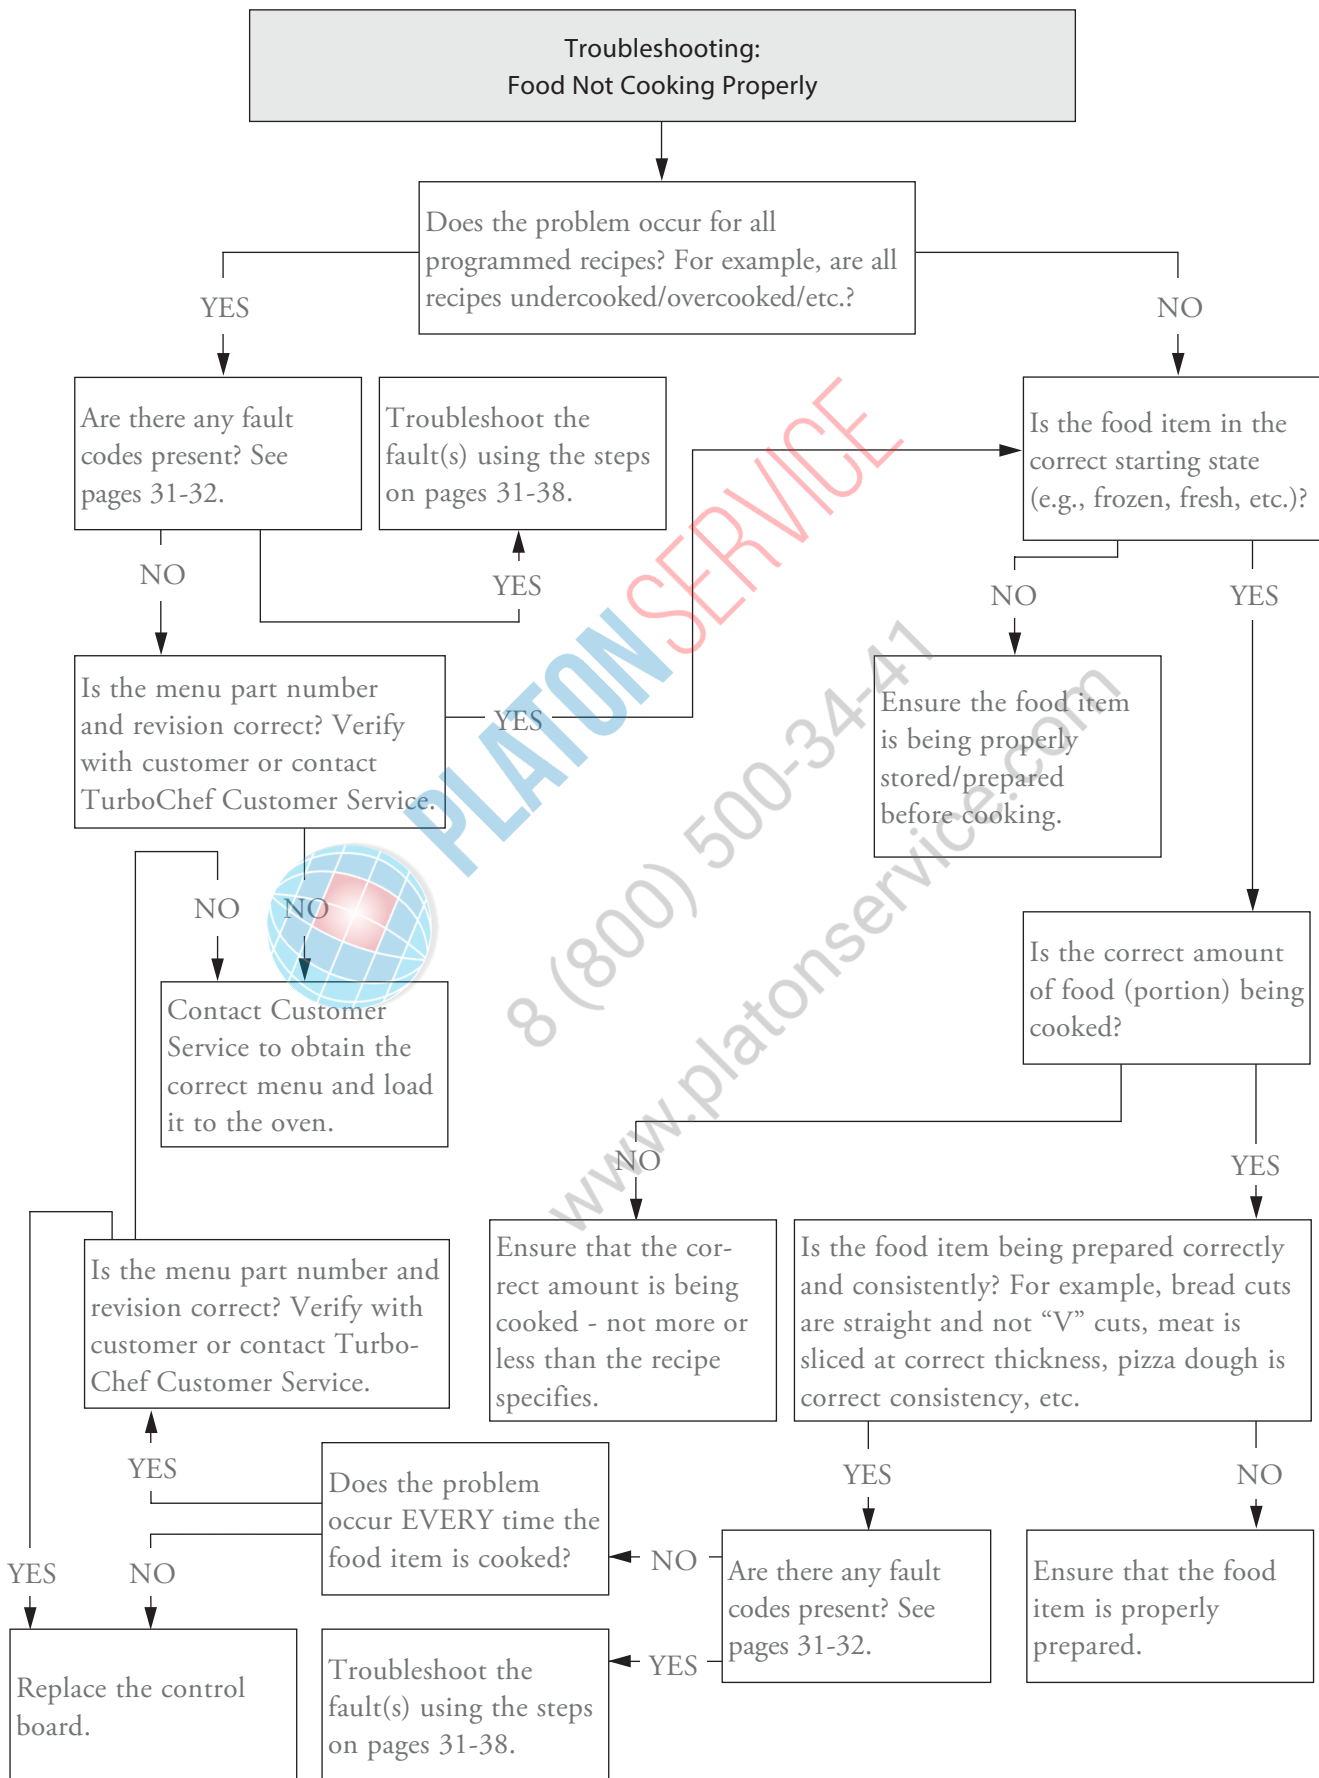 Troubleshooting:
Food Not Cooking Properly
Does the problem occur for all
programmed recipes? For example, are all
recipes undercooked/overcooked/etc.?
YES
NO
Are there any fault
codes present? See
pages 31-32.
Troubleshoot the
fault(s) using the steps
on pages 31-38.
Is the food item in the
correct starting state
(e.g., frozen, fresh, etc.)?
NO
YES
NO
YES
Is the menu part number
and revision correct? Verify
with customer or contact
TurboChef Customer Service.
YES
Ensure the food item
is being properly
stored/prepared
before cooking.
PLATONSERVICE
8 (800) 500-34-41
www.platonservice.com
NO
NO
Is the correct amount
of food (portion) being
cooked?
Contact Customer
Service to obtain the
correct menu and load
it to the oven.
NO
YES
Is the menu part number and
revision correct? Verify with
customer or contact Turbo-
Chef Customer Service.
Ensure that the cor-
rect amount is being
cooked - not more or
less than the recipe
specifies.
Is the food item being prepared correctly
and consistently? For example, bread cuts
are straight and not “V” cuts, meat is
sliced at correct thickness, pizza dough is
correct consistency, etc.
YES
Does the problem
occur EVERY time the
food item is cooked?
YES
NO
YES
NO
NO
Are there any fault
codes present? See
pages 31-32.
Ensure that the food
item is properly
prepared.
YES
Replace the control
board.
Troubleshoot the
fault(s) using the steps
on pages 31-38.